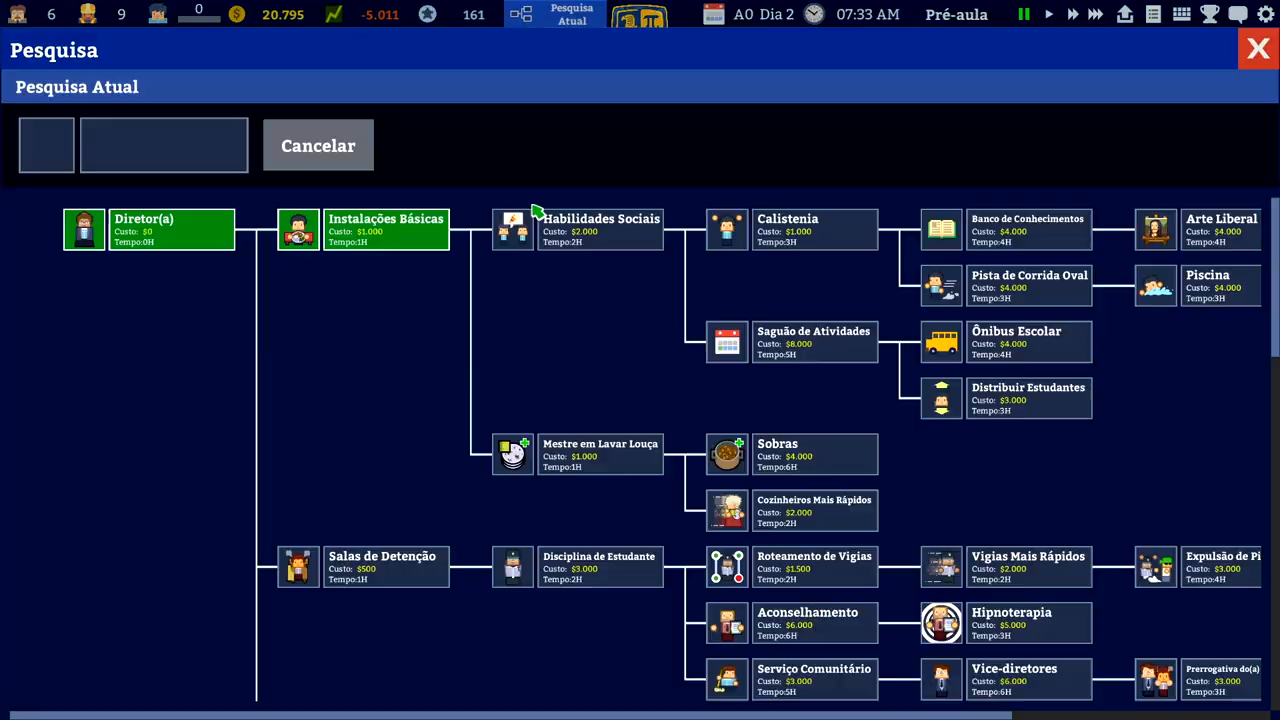 6 9 0 20.795 -5.011 161 Pesquisa Atual A0 Dia 2 07:33 AM Pré-aula
Pesquisa
Pesquisa Atual
Cancelar
Diretor(a)
Custo: $0
Tempo:0H
Instalações Básicas
Custo: $1.000
Tempo:1H
Habilidades Sociais
Custo: $2.000
Tempo:2H
Calistenia
Custo: $1.000
Tempo:3H
Banco de Conhecimentos
Custo: $4.000
Tempo:4H
Arte Liberal
Custo: $4.000
Tempo:4H
Pista de Corrida Oval
Custo: $4.000
Tempo:3H
Piscina
Custo: $4.000
Tempo:3H
Saguão de Atividades
Custo: $8.000
Tempo:5H
Ônibus Escolar
Custo: $4.000
Tempo:4H
Distribuir Estudantes
Custo: $3.000
Tempo:3H
Mestre em Lavar Louça
Custo: $1.000
Tempo:1H
Sobras
Custo: $4.000
Tempo:6H
Cozinheiros Mais Rápidos
Custo: $2.000
Tempo:2H
Salas de Detenção
Custo: $500
Tempo:1H
Disciplina de Estudante
Custo: $3.000
Tempo:2H
Roteamento de Vigias
Custo: $1.500
Tempo:2H
Vigias Mais Rápidos
Custo: $2.000
Tempo:2H
Expulsão de Pi
Custo: $3.000
Tempo:4H
Aconselhamento
Custo: $6.000
Tempo:6H
Hipnoterapia
Custo: $5.000
Tempo:3H
Serviço Comunitário
Custo: $3.000
Tempo:5H
Vice-diretores
Custo: $6.000
Tempo:6H
Prerrogativa do(a)
Custo: $3.000
Tempo:3H